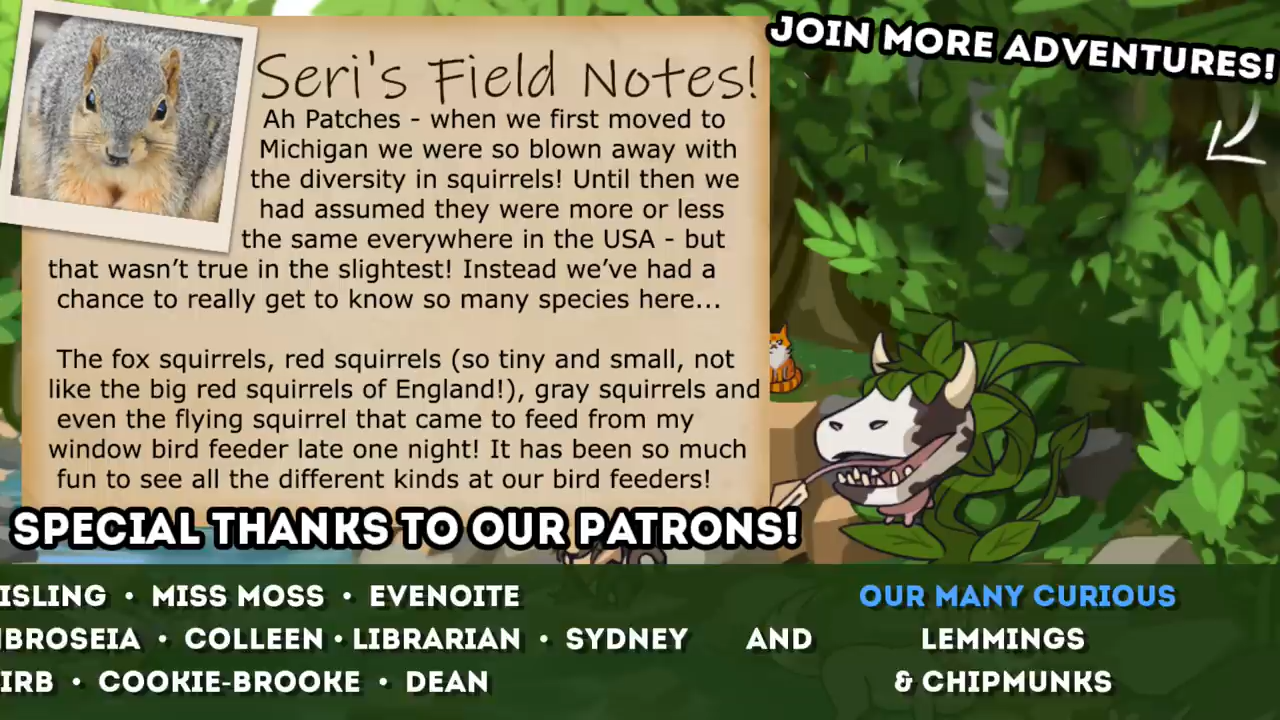 JOIN MORE ADVENTURES!
Seri's Field Notes!
Ah Patches - when we first moved to
Michigan we were so blown away with
the diversity in squirrels! Until then we
had assumed they were more or less
the same everywhere in the USA - but
that wasn't true in the slightest! Instead we've had a
chance to really get to know so many species here...
The fox squirrels, red squirrels (so tiny and small, not
like the big red squirrels of England!), gray squirrels and
even the flying squirrel that came to feed from my
window bird feeder late one night! It has been so much
fun to see all the different kinds at our bird feeders!
SPECIAL THANKS TO OUR PATRONS!
ISLING • MISS MOSS • EVENOITE
BROSEIA • COLLEEN • LIBRARIAN • SYDNEY
IRB • COOKIE-BROOKE • DEAN
AND
OUR MANY CURIOUS
LEMMINGS
& CHIPMUNKS